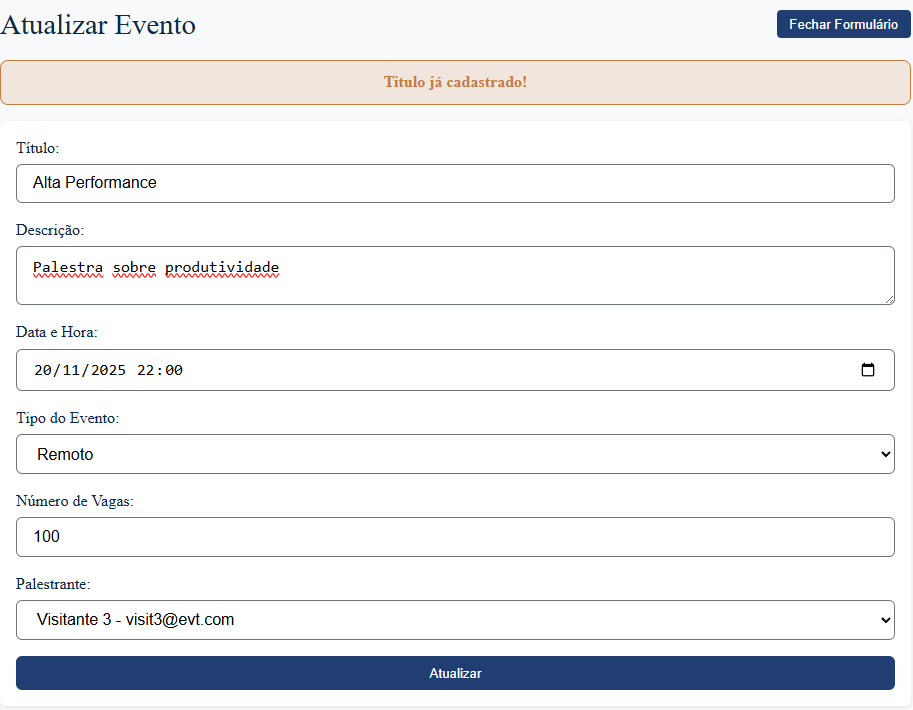 Atualizar Evento
Fechar Formulário
Titulo já cadastrado!
Título:
Alta Performance
Descrição:
Palestra sobre produtividade
Data e Hora:
20/11/2025 22:00
Tipo do Evento:
Remoto
Número de Vagas:
100
Palestrante:
Visitante 3 - visit3@evt.com
Atualizar